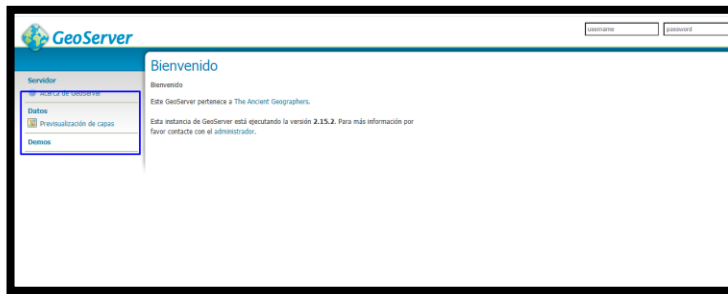 GeoServer
username
password
Bienvenido
Servidor
Bienvenido
Acerca de GeoServer
Este GeoServer pertenece a The Ancient Geographers.
Datos
Previsualización de capas
Esta instancia de GeoServer está ejecutando la versión 2.15.2. Para más información por
favor contacte con el administrador.
Demos